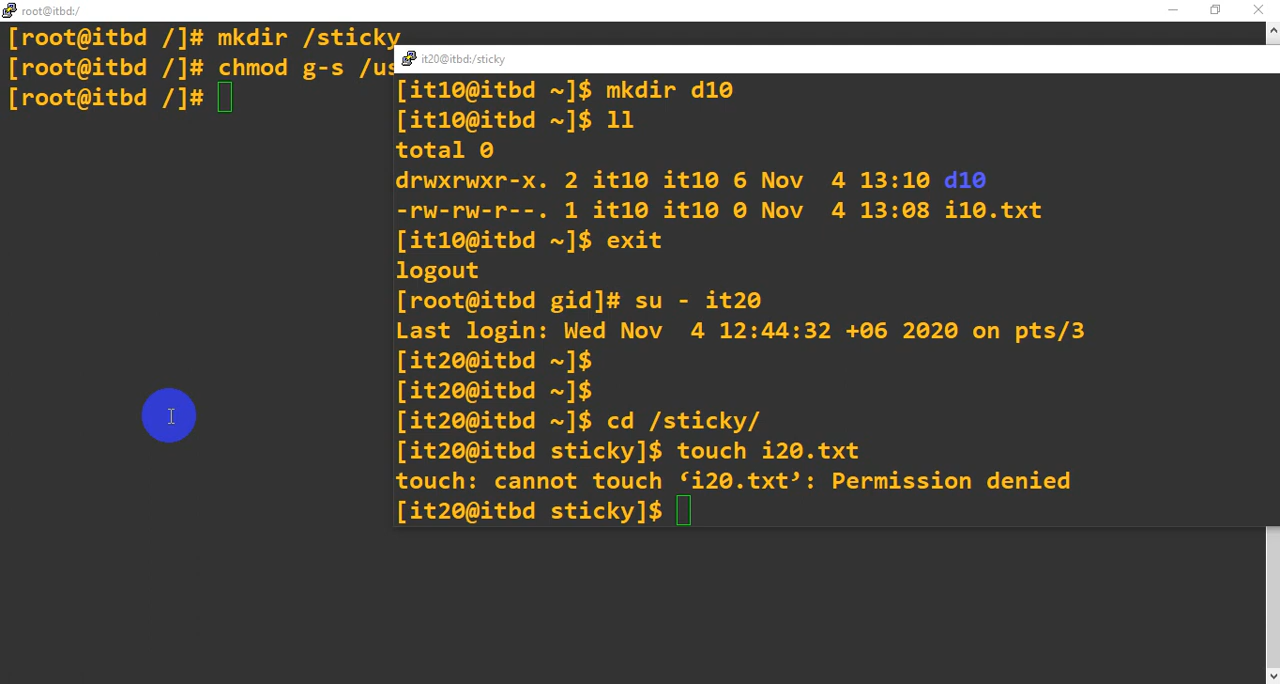 root@itbd:/
[root@itbd /]# mkdir /sticky
[root@itbd /]# chmod g-s /us
[root@itbd /]#
it20@itbd:/sticky
[it10@itbd ~]$ mkdir d10
[it10@itbd ~]$ ll
total 0
drwxrwxr-x. 2 it10 it10 6 Nov  4 13:10 d10
-rw-rw-r--. 1 it10 it10 0 Nov  4 13:08 i10.txt
[it10@itbd ~]$ exit
logout
[root@itbd gid]# su - it20
Last login: Wed Nov  4 12:44:32 +06 2020 on pts/3
[it20@itbd ~]$
[it20@itbd ~]$
[it20@itbd ~]$ cd /sticky/
[it20@itbd sticky]$ touch i20.txt
touch: cannot touch ‘i20.txt’: Permission denied
[it20@itbd sticky]$